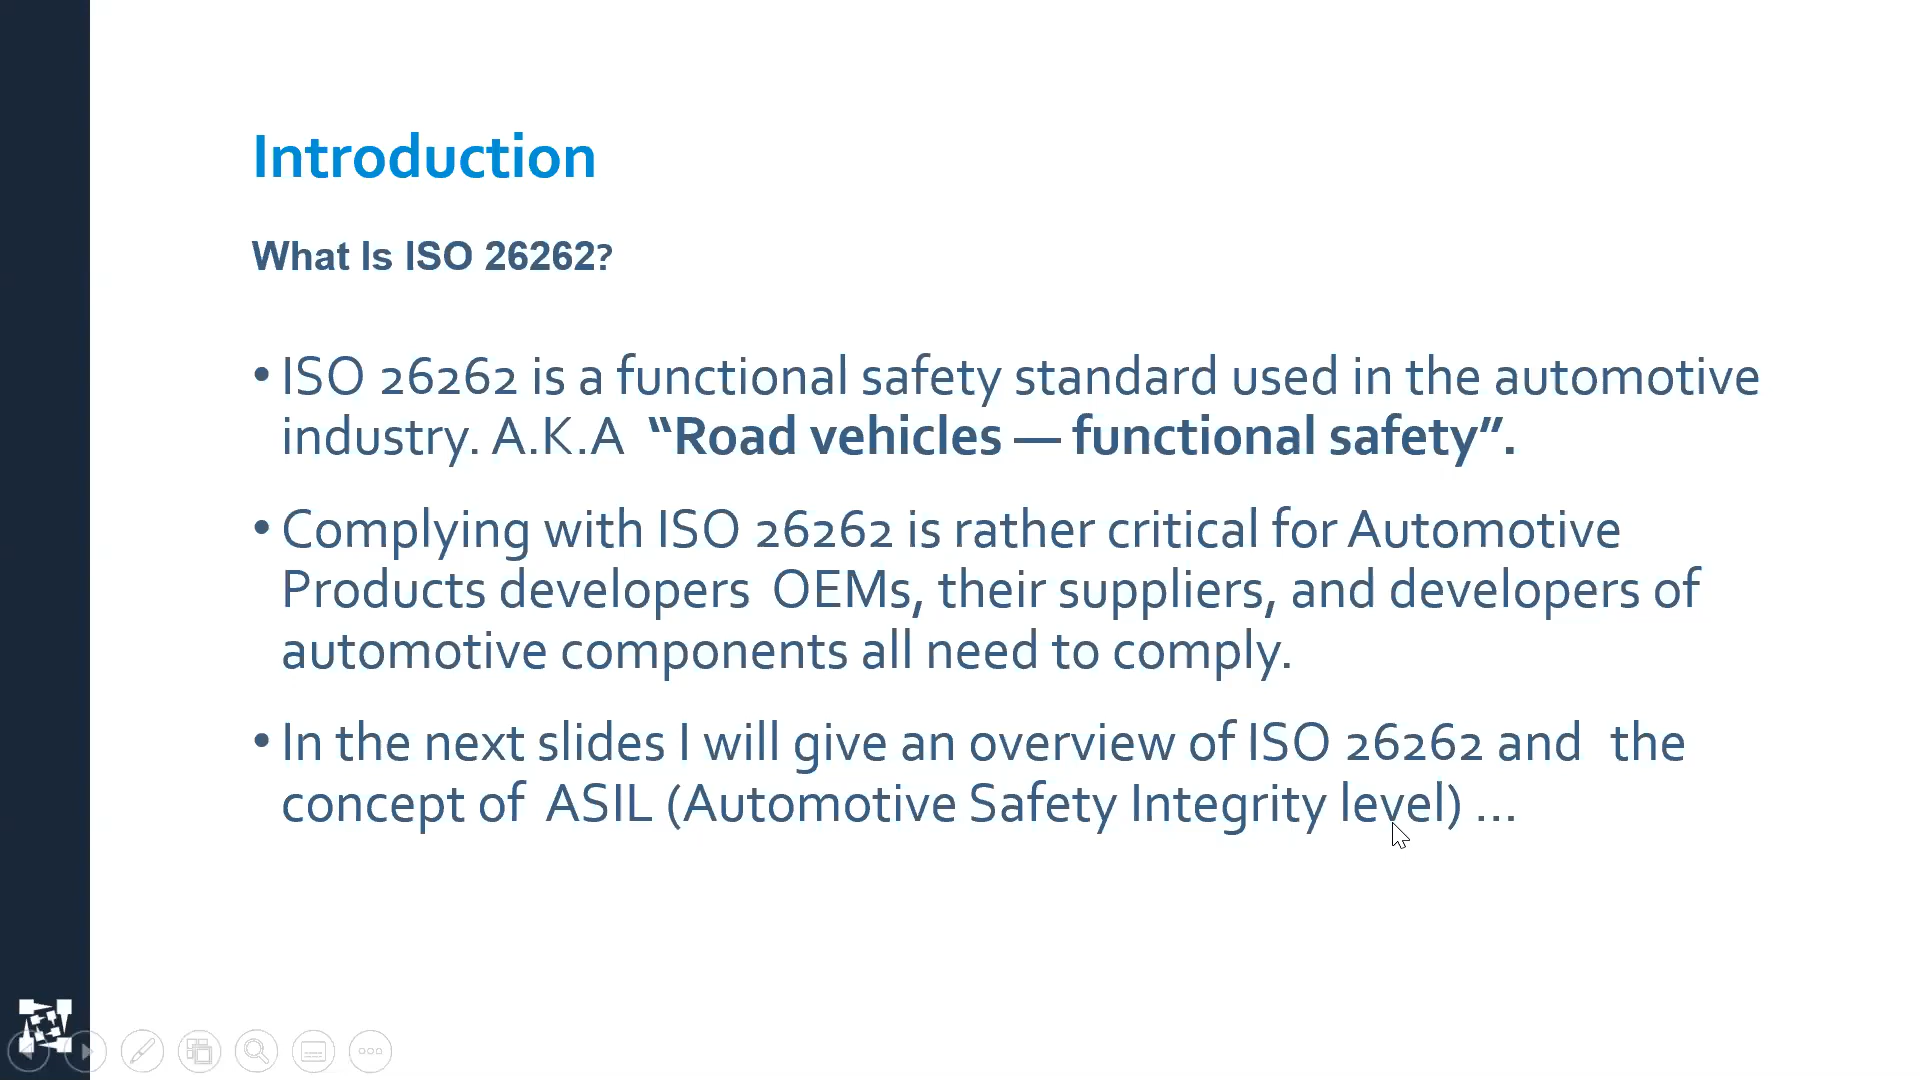 Introduction
What Is ISO 26262?
• ISO 26262 is a functional safety standard used in the automotive
industry. A.K.A  “Road vehicles — functional safety”.
• Complying with ISO 26262 is rather critical for Automotive
Products developers  OEMs, their suppliers, and developers of
automotive components all need to comply.
• In the next slides I will give an overview of ISO 26262 and  the
concept of  ASIL (Automotive Safety Integrity level) ...